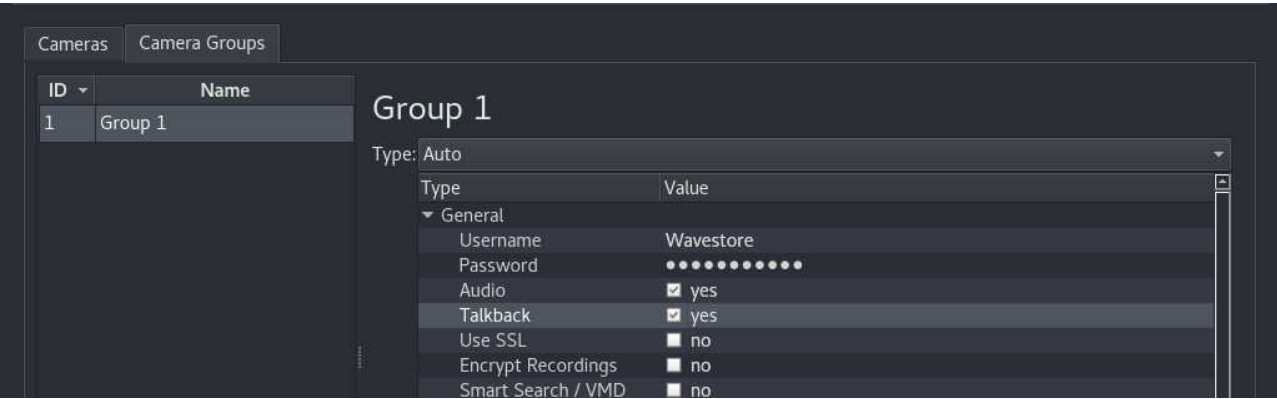 Cameras Camera Groups
ID Name
1 Group 1
Group 1
Type: Auto
Type Value
General
Username Wavestore
Password ●●●●●●●●●●●
Audio yes
Talkback yes
Use SSL no
Encrypt Recordings no
Smart Search / VMD no